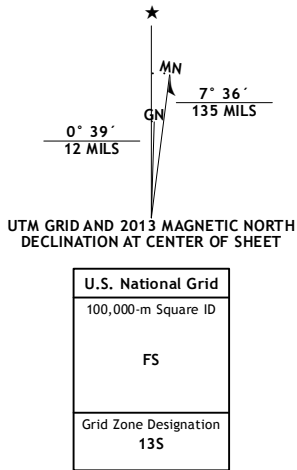 ★
MN
7° 36´
135 MILS
GN
0° 39´
12 MILS
UTM GRID AND 2013 MAGNETIC NORTH
DECLINATION AT CENTER OF SHEET
U.S. National Grid
100,000-m Square ID
FS
Grid Zone Designation
13S